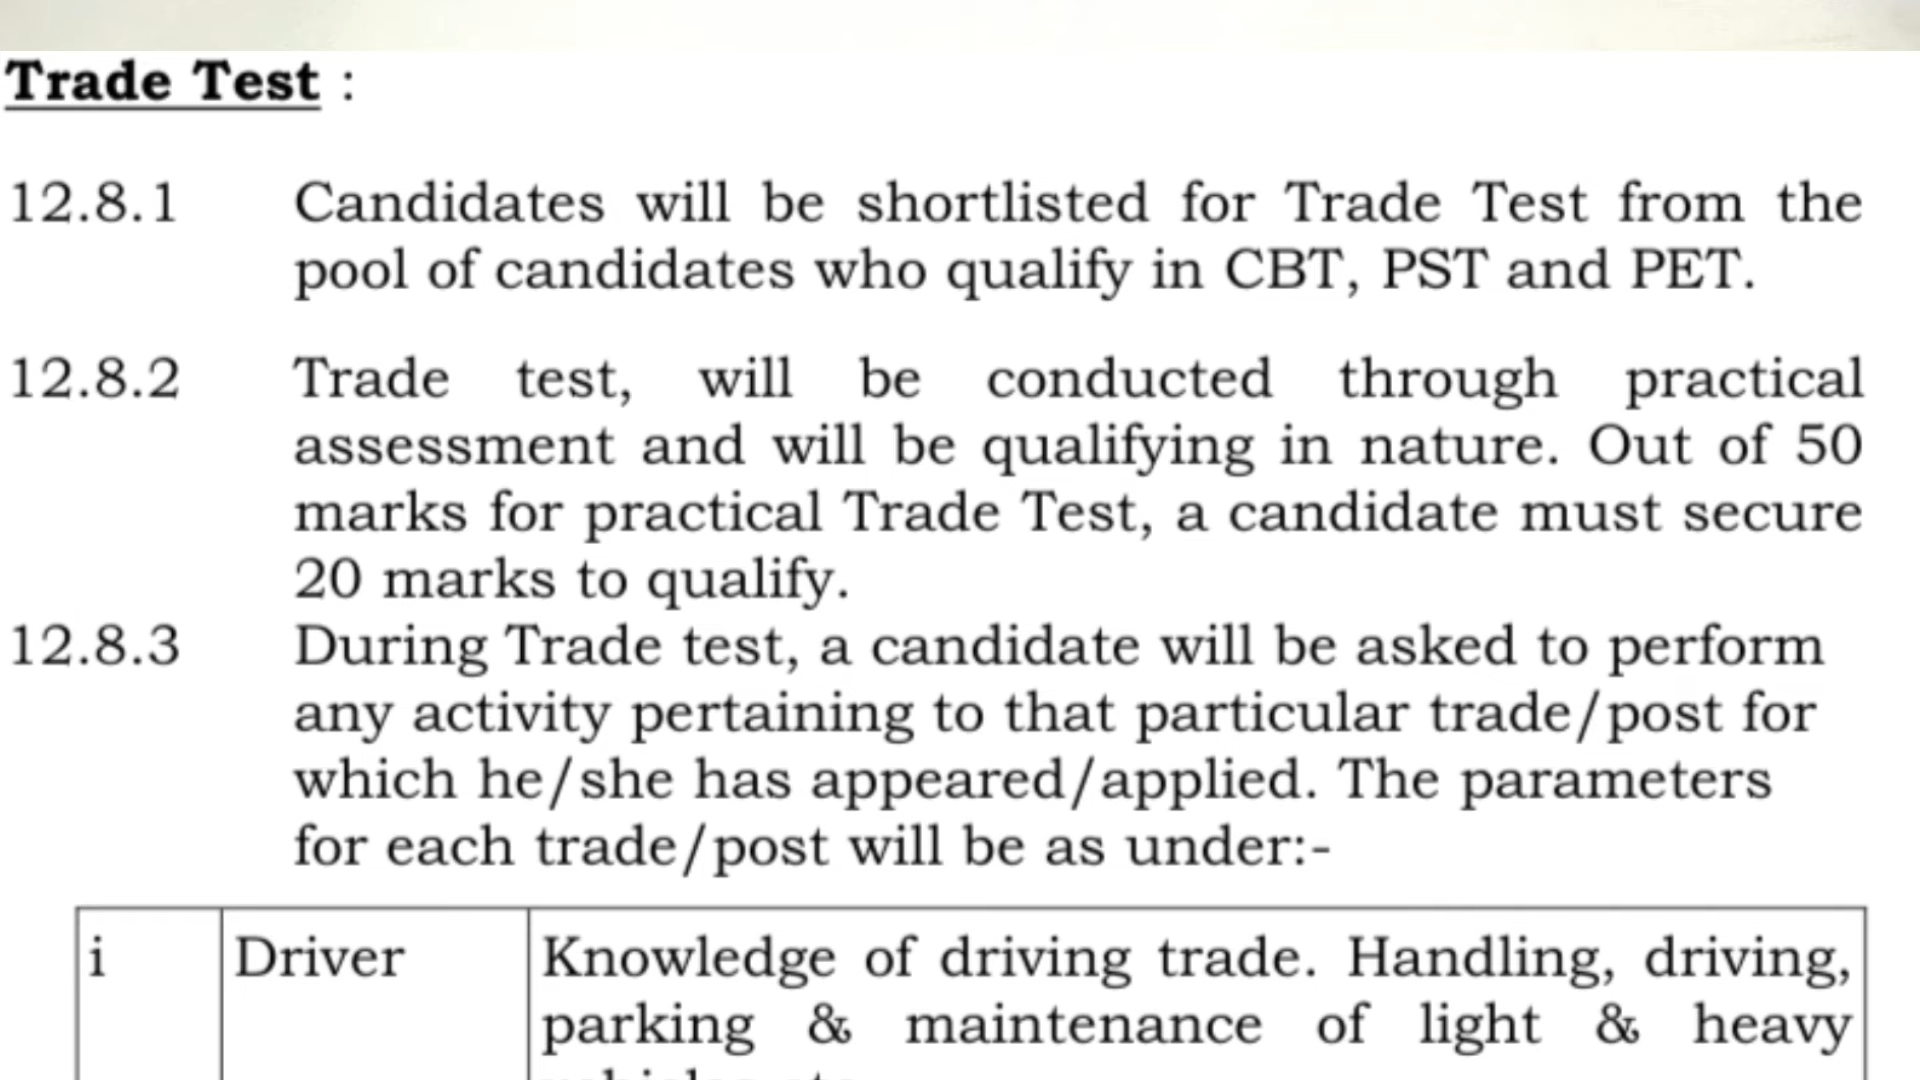 Trade Test :
12.8.1 Candidates will be shortlisted for Trade Test from the
pool of candidates who qualify in CBT, PST and PET.
12.8.2 Trade test, will be conducted through practical
assessment and will be qualifying in nature. Out of 50
marks for practical Trade Test, a candidate must secure
20 marks to qualify.
12.8.3 During Trade test, a candidate will be asked to perform
any activity pertaining to that particular trade/post for
which he/she has appeared/applied. The parameters
for each trade/post will be as under:-
i Driver Knowledge of driving trade. Handling, driving,
parking & maintenance of light & heavy